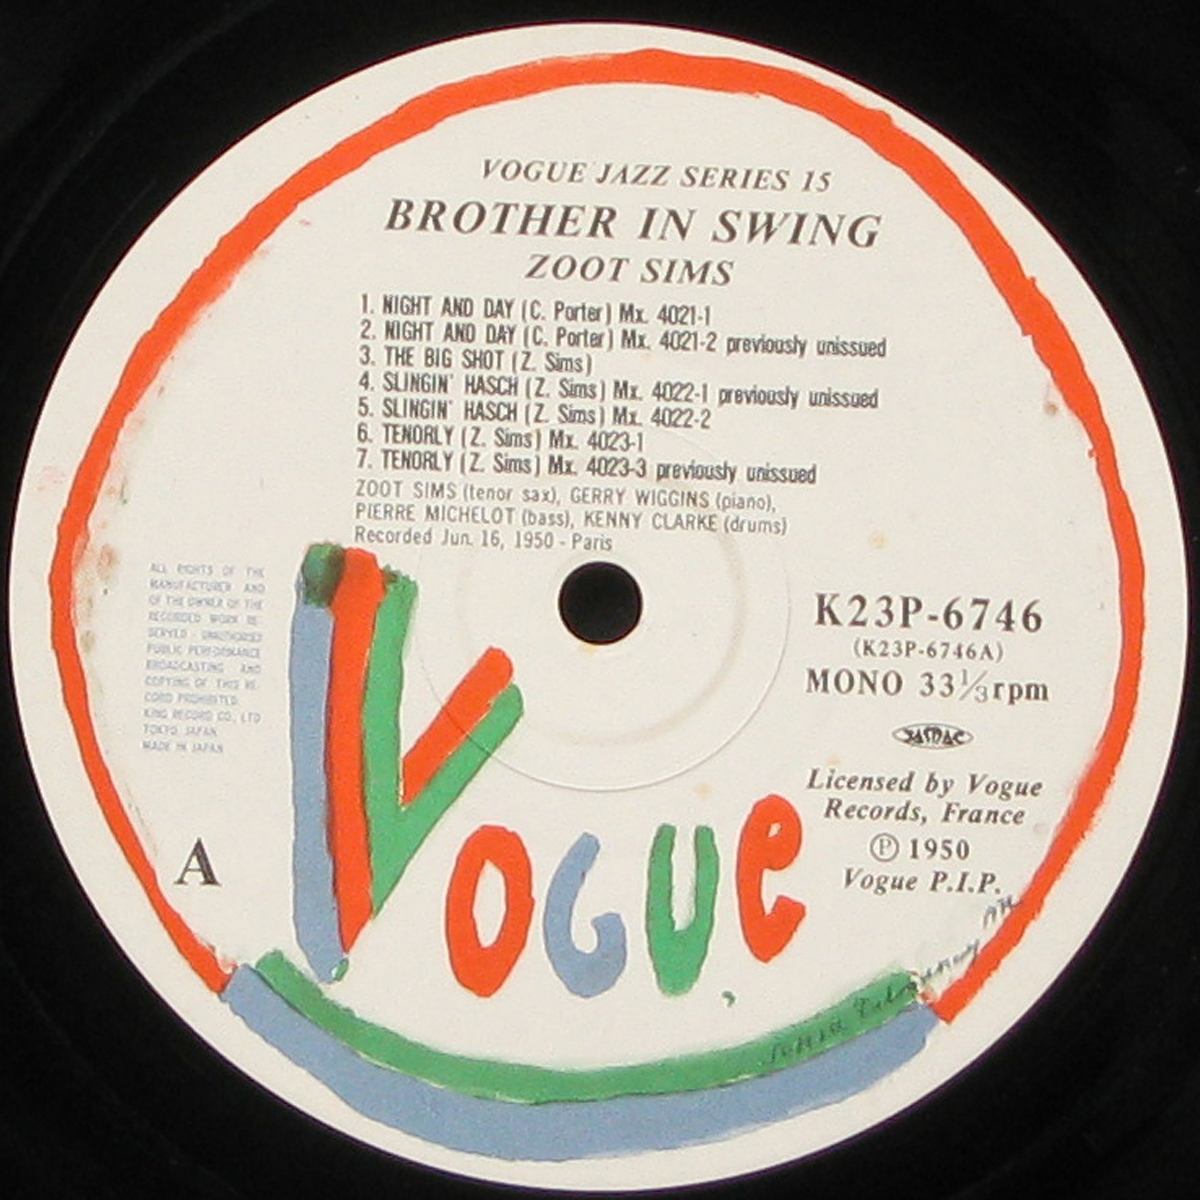 VOGUE JAZZ SERIES 15
BROTHER IN SWING
ZOOT SIMS
1. NIGHT AND DAY (C. Porter) Mx. 4021-1
2. NIGHT AND DAY (C. Porter) Mx. 4021-2 previously unissued
3. THE BIG SHOT (Z. Sims)
4. SLINGIN' HASCH (Z. Sims) Mx. 4022-1 previously unissued
5. SLINGIN' HASCH (Z. Sims) Mx. 4022-2
6. TENORLY (Z. Sims) Mx. 4023-1
7. TENORLY (Z. Sims) Mx. 4023-3 previously unissued
ZOOT SIMS (tenor sax), GERRY WIGGINS (piano),
PIERRE MICHELOT (bass), KENNY CLARKE (drums)
Recorded Jun. 16, 1950 - Paris
ALL RIGHTS OF THE
MANUFACTURER AND
OF THE OWNER OF THE
RECORDED WORK RE-
SERVED - UNAUTHORISED
PUBLIC PERFORMANCE
BROADCASTING AND
COPYING OF THIS RE-
CORD PROHIBITED.
KING RECORD CO., LTD
TOKYO, JAPAN
MADE IN JAPAN
K23P-6746
(K23P-6746A)
MONO 33 1/3 rpm
JASRAC
Licensed by Vogue
Records, France
Ⓟ 1950
Vogue P.I.P.
A
VOGUE